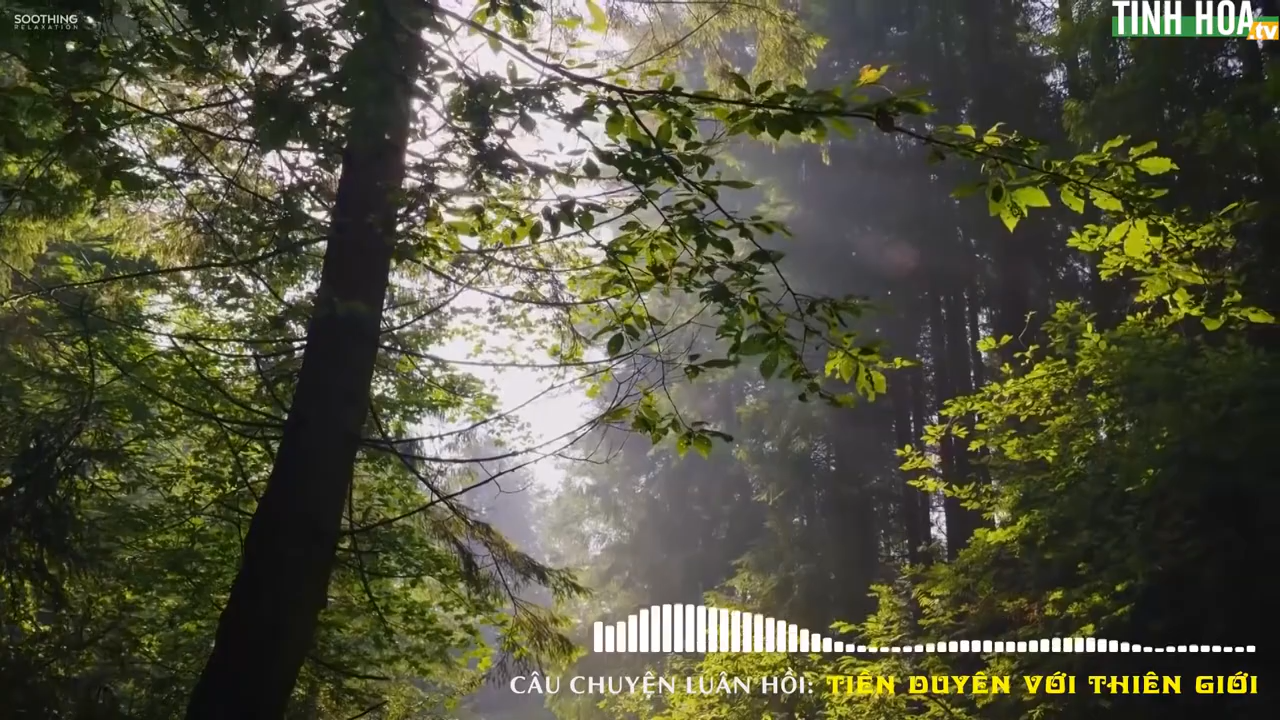 SOOTHING
RELAXATION
TINH HOA
.tv
CÂU CHUYỆN LUÂN HỒI: TIỀN DUYÊN VỚI THIÊN GIỚI